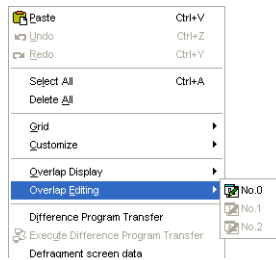 Paste Ctrl+V
Undo Ctrl+Z
Redo Ctrl+Y
Select All Ctrl+A
Delete All
Grid
Customize
Overlap Display
Overlap Editing
No.0
No.1
No.2
Difference Program Transfer
Execute Difference Program Transfer
Defragment screen data